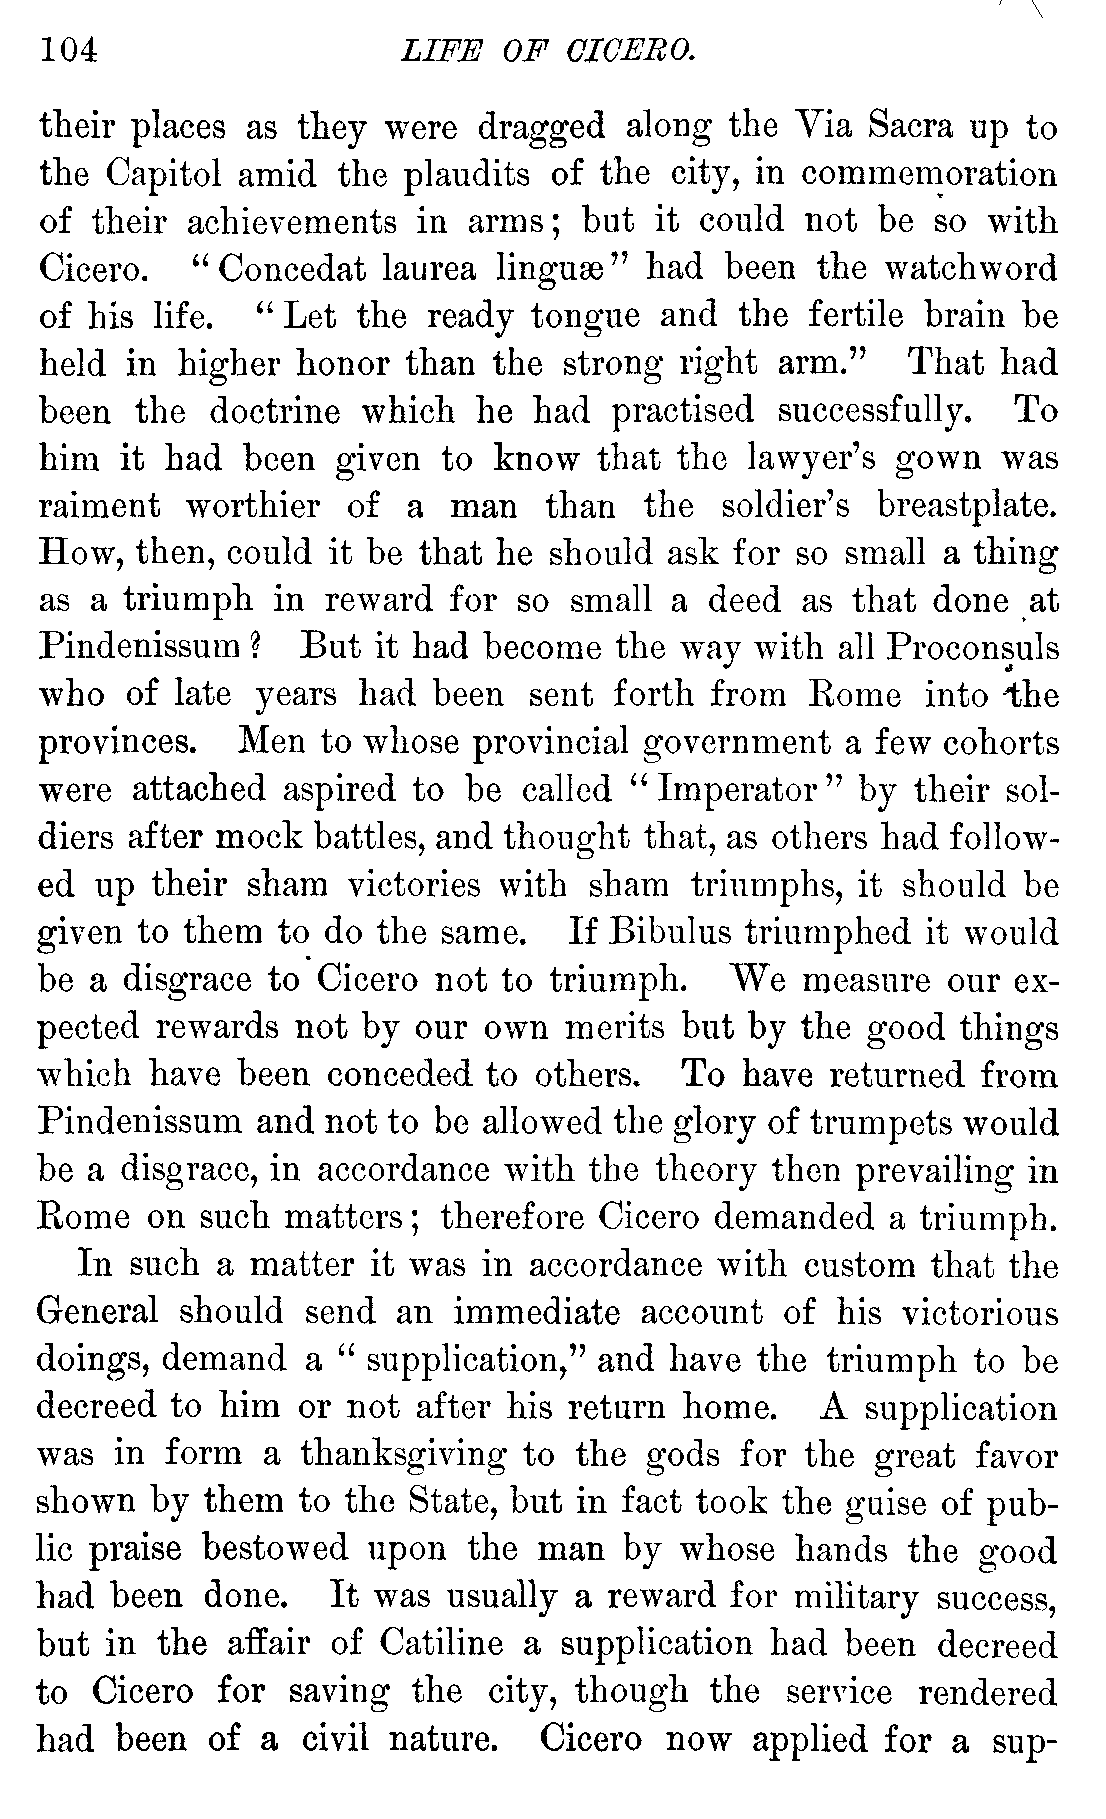 104 LIFE OF CICERO.
their places as they were dragged along the Via Sacra up to
the Capitol amid the plaudits of the city, in commemoration
of their achievements in arms; but it could not be so with
Cicero. "Concedat laurea linguæ" had been the watchword
of his life. "Let the ready tongue and the fertile brain be
held in higher honor than the strong right arm." That had
been the doctrine which he had practised successfully. To
him it had been given to know that the lawyer's gown was
raiment worthier of a man than the soldier's breastplate.
How, then, could it be that he should ask for so small a thing
as a triumph in reward for so small a deed as that done at
Pindenissum? But it had become the way with all Proconsuls
who of late years had been sent forth from Rome into the
provinces. Men to whose provincial government a few cohorts
were attached aspired to be called "Imperator" by their sol-
diers after mock battles, and thought that, as others had follow-
ed up their sham victories with sham triumphs, it should be
given to them to do the same. If Bibulus triumphed it would
be a disgrace to Cicero not to triumph. We measure our ex-
pected rewards not by our own merits but by the good things
which have been conceded to others. To have returned from
Pindenissum and not to be allowed the glory of trumpets would
be a disgrace, in accordance with the theory then prevailing in
Rome on such matters; therefore Cicero demanded a triumph.
In such a matter it was in accordance with custom that the
General should send an immediate account of his victorious
doings, demand a "supplication," and have the triumph to be
decreed to him or not after his return home. A supplication
was in form a thanksgiving to the gods for the great favor
shown by them to the State, but in fact took the guise of pub-
lic praise bestowed upon the man by whose hands the good
had been done. It was usually a reward for military success,
but in the affair of Catiline a supplication had been decreed
to Cicero for saving the city, though the service rendered
had been of a civil nature. Cicero now applied for a sup-